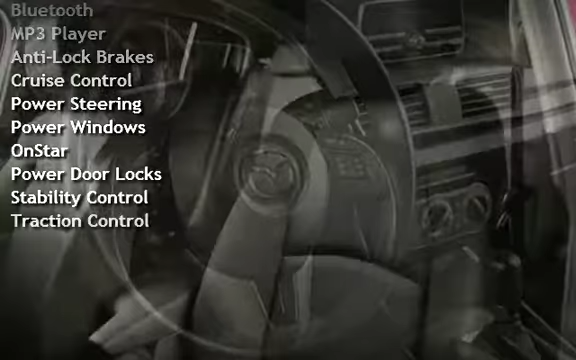 Bluetooth
MP3 Player
Anti-Lock Brakes
Cruise Control
Power Steering
Power Windows
OnStar
Power Door Locks
Stability Control
Traction Control